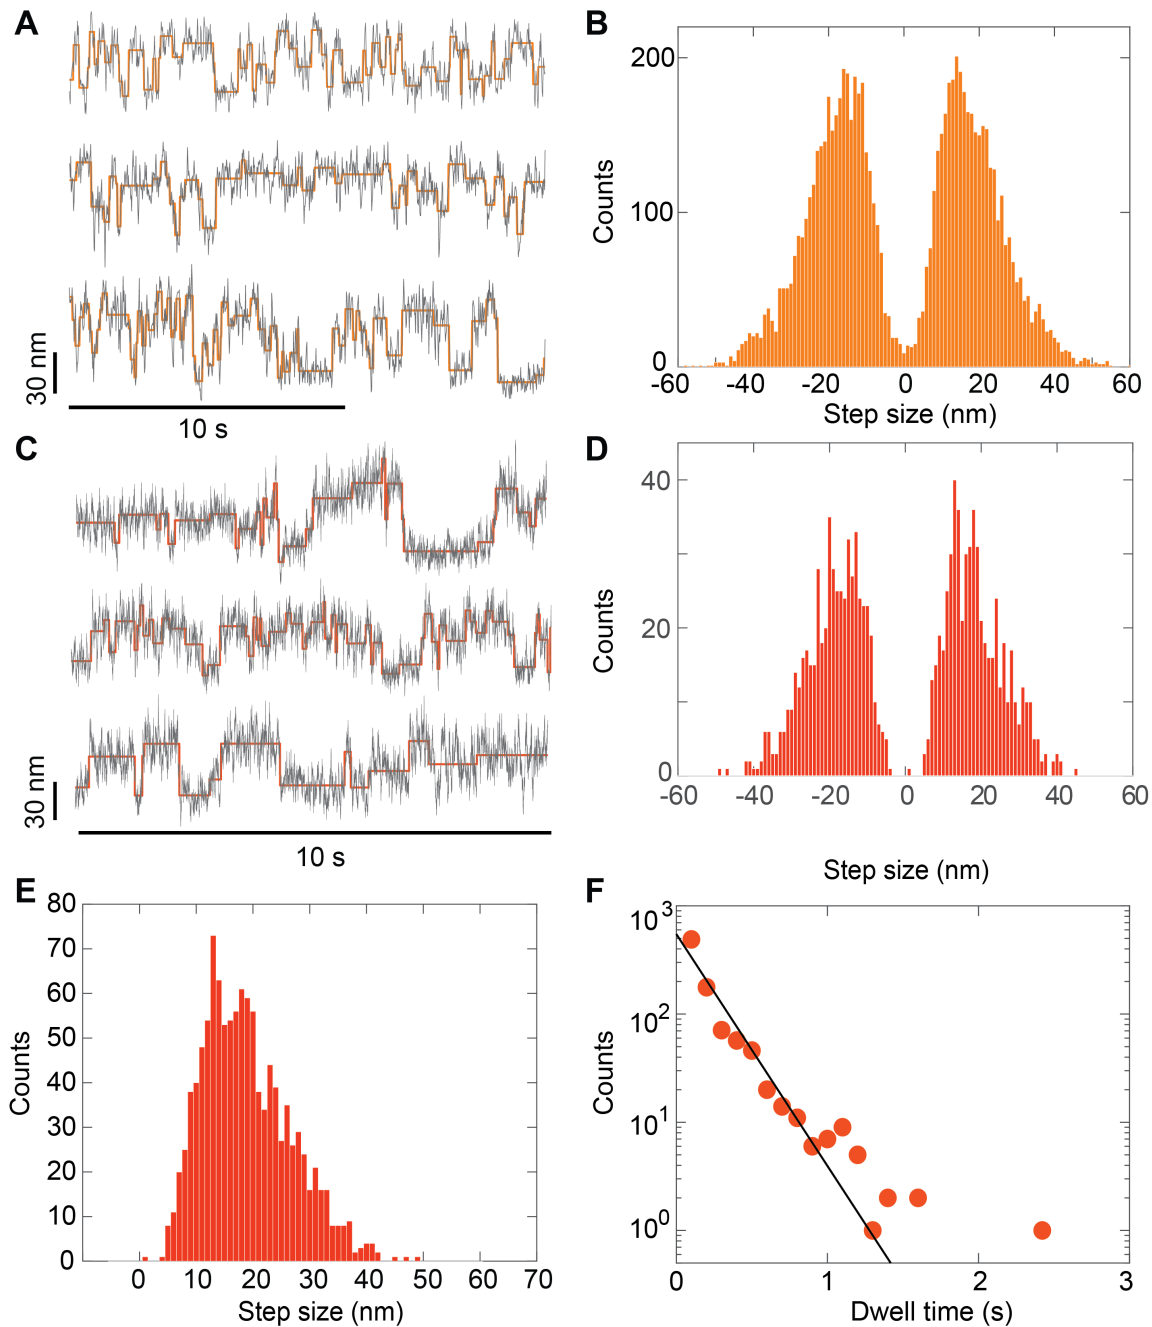 A
30 nm
10 s
B
200
100
0
Counts
-60 -40 -20 0 20 40 60
Step size (nm)
C
30 nm
10 s
D
40
20
0
Counts
-60 -40 -20 0 20 40 60
Step size (nm)
E
80
70
60
50
40
30
20
10
0
Counts
0 10 20 30 40 50 60 70
Step size (nm)
F
10³
10²
10¹
10⁰
Counts
0 1 2 3
Dwell time (s)